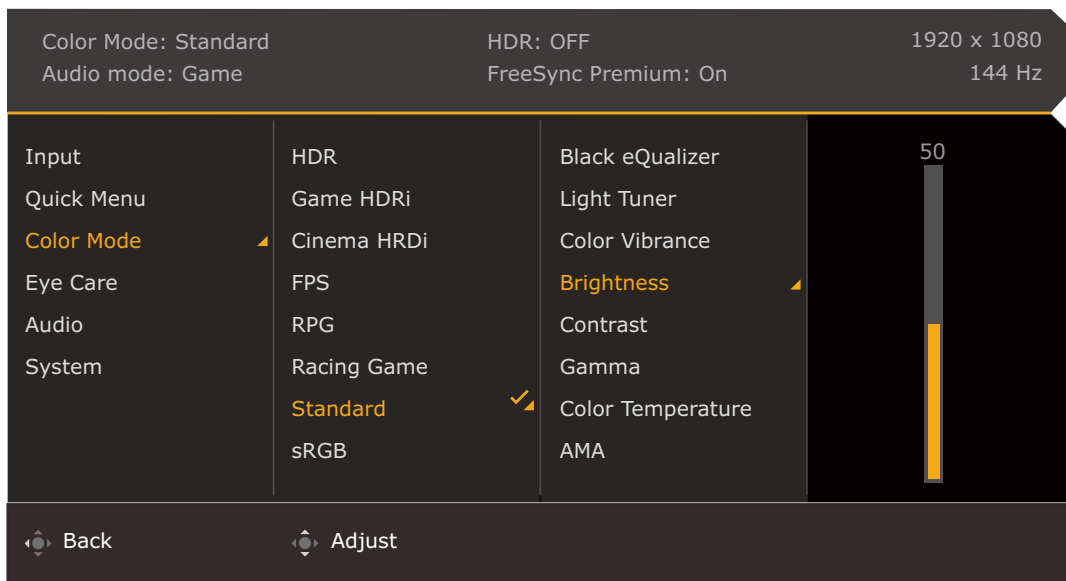 Color Mode: Standard
HDR: OFF
1920 x 1080
Audio mode: Game
FreeSync Premium: On
144 Hz
Input
Quick Menu
Color Mode
Eye Care
Audio
System
HDR
Game HDRi
Cinema HRDi
FPS
RPG
Racing Game
Standard
sRGB
Black eQualizer
Light Tuner
Color Vibrance
Brightness
Contrast
Gamma
Color Temperature
AMA
50
Back
Adjust